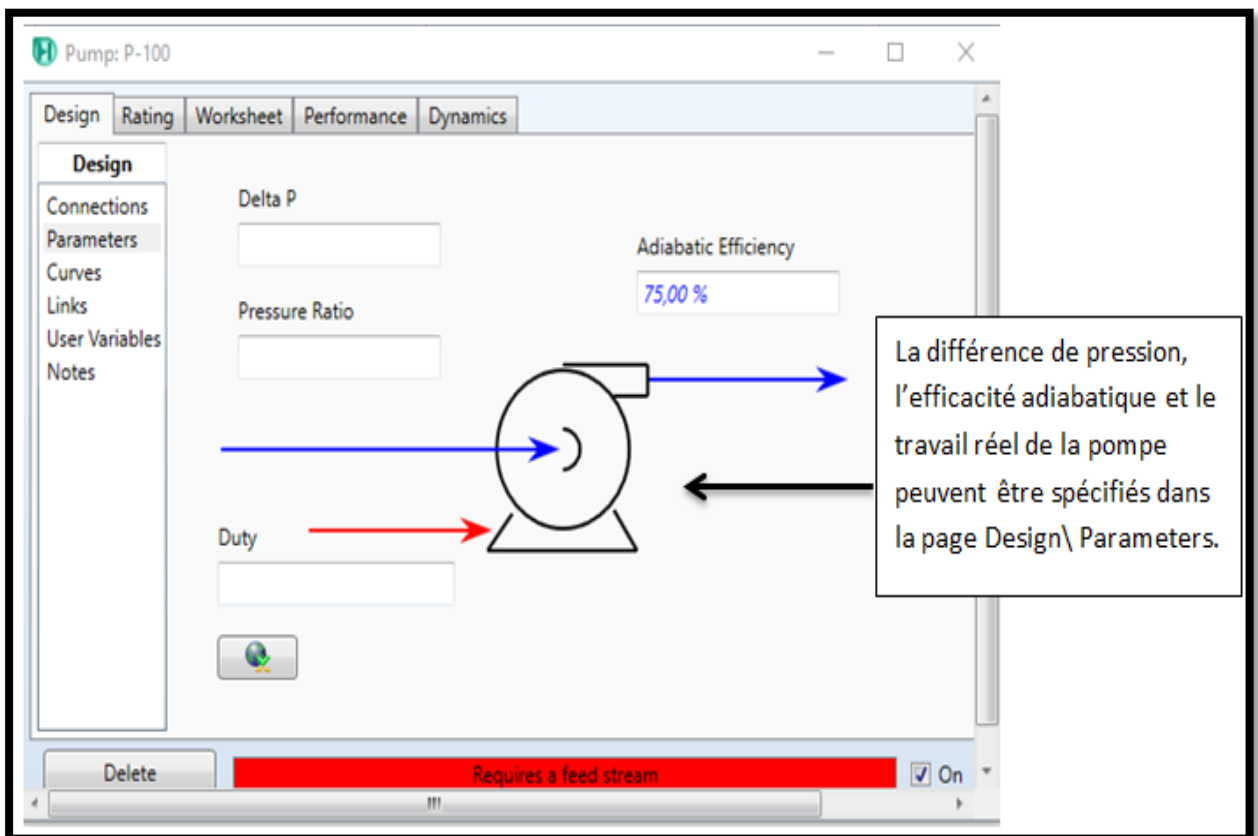 Pump: P-100
Design Rating Worksheet Performance Dynamics
Design
Connections
Parameters
Curves
Links
User Variables
Notes
Delta P
Pressure Ratio
Duty
Adiabatic Efficiency
75,00 %
La différence de pression,
l'efficacité adiabatique et le
travail réel de la pompe
peuvent être spécifiés dans
la page Design\ Parameters.
Delete
Requires a feed stream
On